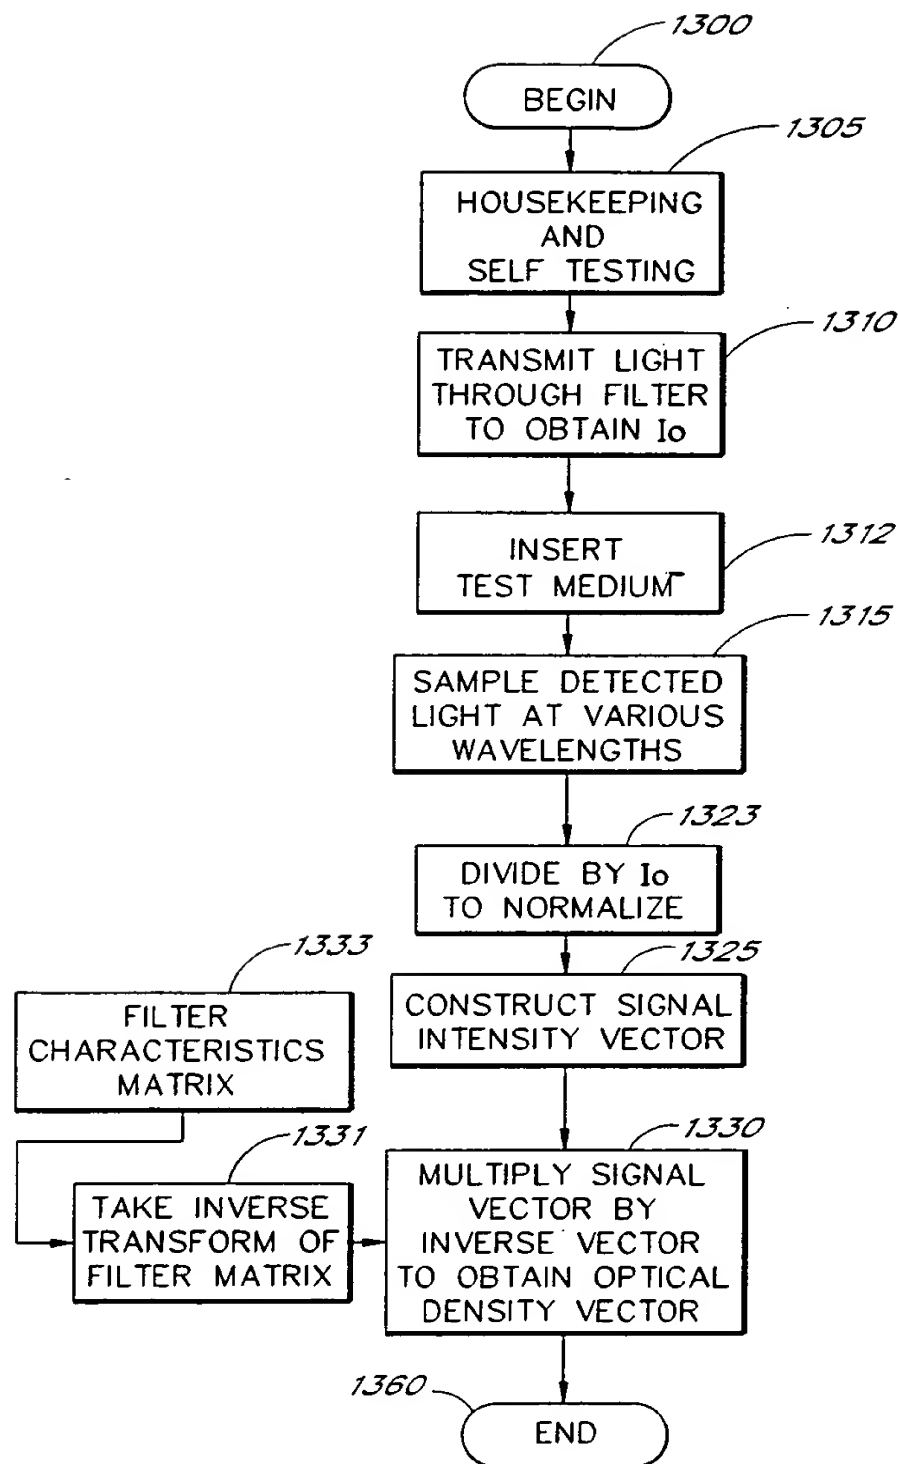 1300
BEGIN
1305
HOUSEKEEPING
AND
SELF TESTING
1310
TRANSMIT LIGHT
THROUGH FILTER
TO OBTAIN Io
1312
INSERT
TEST MEDIUM
1315
SAMPLE DETECTED
LIGHT AT VARIOUS
WAVELENGTHS
1323
DIVIDE BY Io
TO NORMALIZE
1325
CONSTRUCT SIGNAL
INTENSITY VECTOR
1333
FILTER
CHARACTERISTICS
MATRIX
1331
TAKE INVERSE
TRANSFORM OF
FILTER MATRIX
1330
MULTIPLY SIGNAL
VECTOR BY
INVERSE VECTOR
TO OBTAIN OPTICAL
DENSITY VECTOR
1360
END